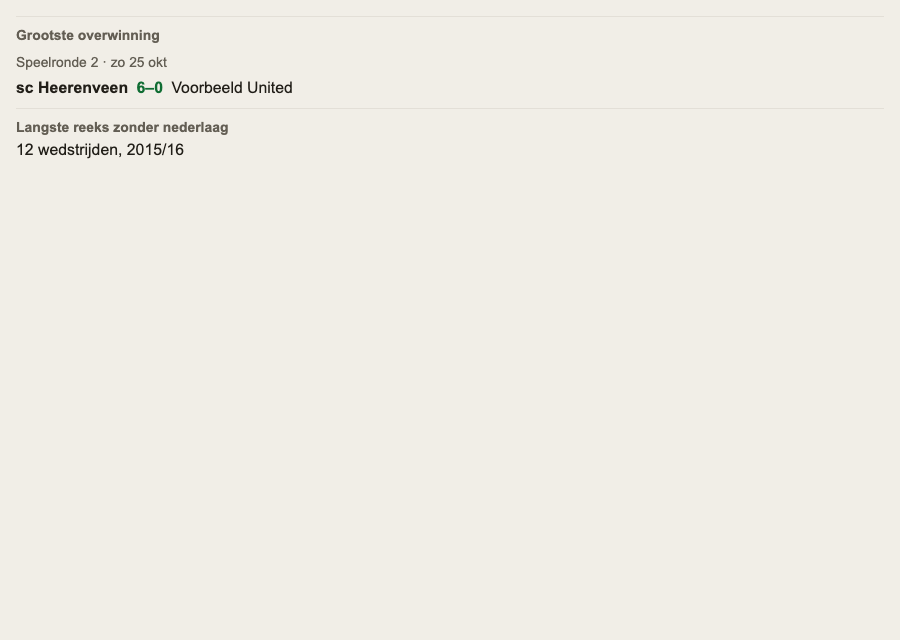 Grootste overwinning
Speelronde 2 · zo 25 okt
sc Heerenveen 6–0 Voorbeeld United
Langste reeks zonder nederlaag
12 wedstrijden, 2015/16